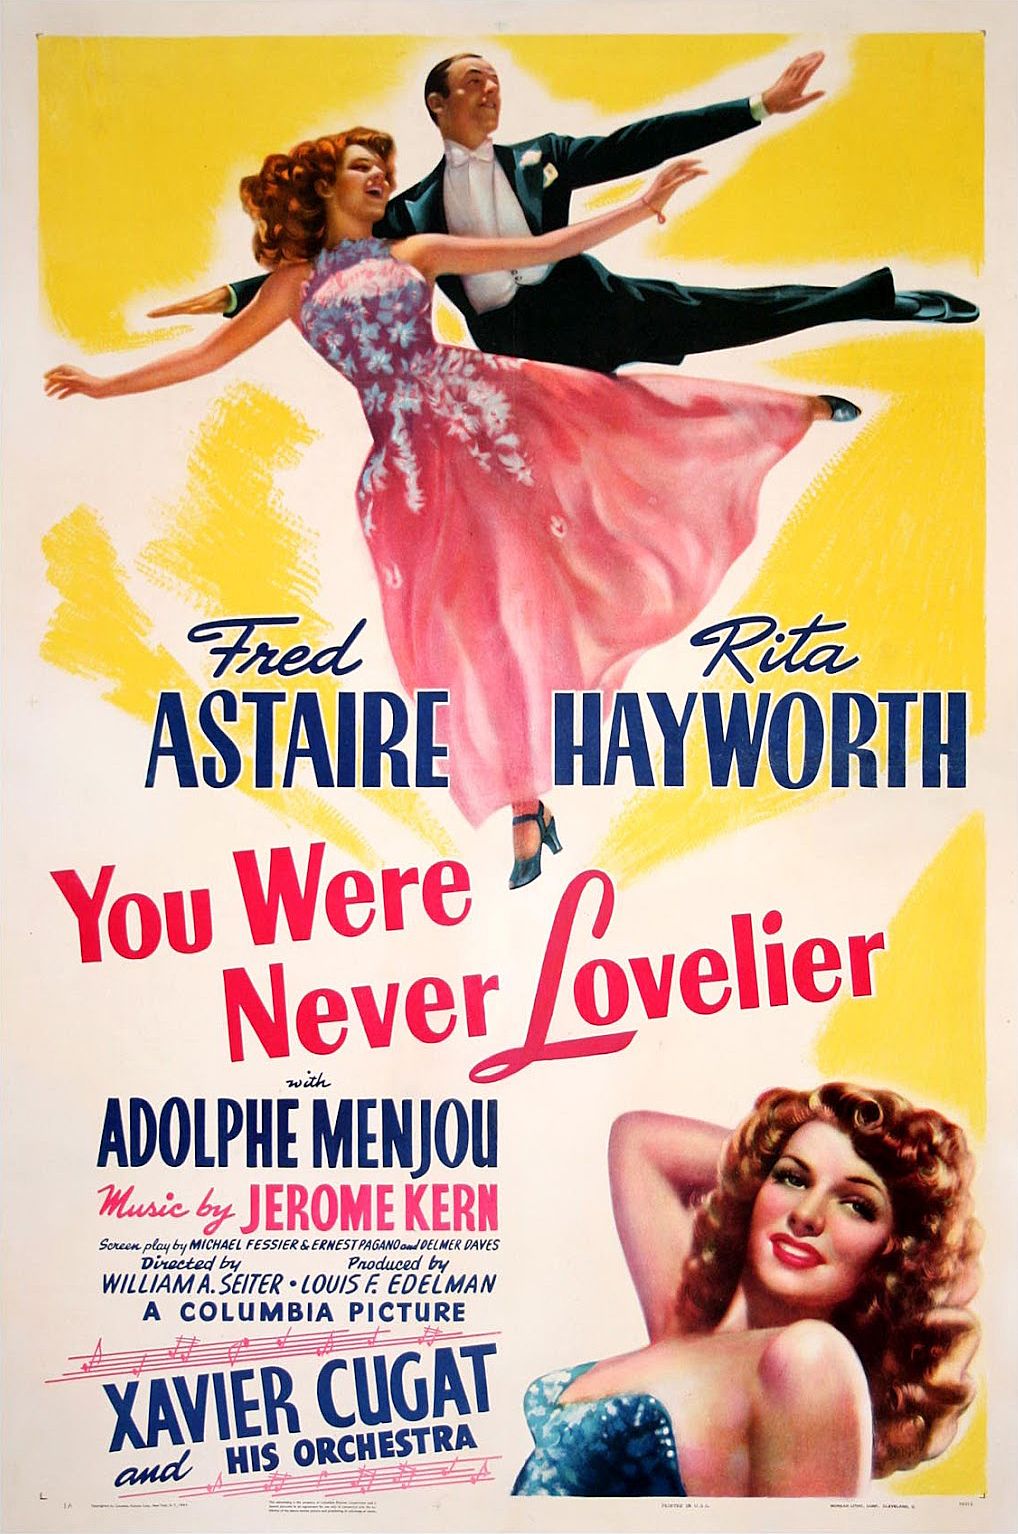 Fred
ASTAIRE
Rita
HAYWORTH
You Were
Never Lovelier
with
ADOLPHE MENJOU
Music by JEROME KERN
Screen play by MICHAEL FESSIER & ERNEST PAGANO and DELMER DAVES
Directed by
WILLIAM A. SEITER •
Produced by
LOUIS F. EDELMAN
A COLUMBIA PICTURE
XAVIER CUGAT
and HIS ORCHESTRA
PRINTED IN U.S.A.